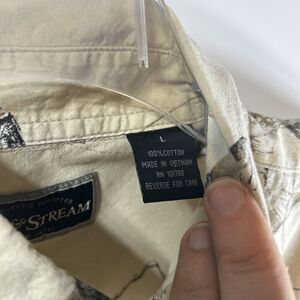 L
100% COTTON
MADE IN VIETNAM
RN 101760
REVERSE FOR CARE
& STREAM